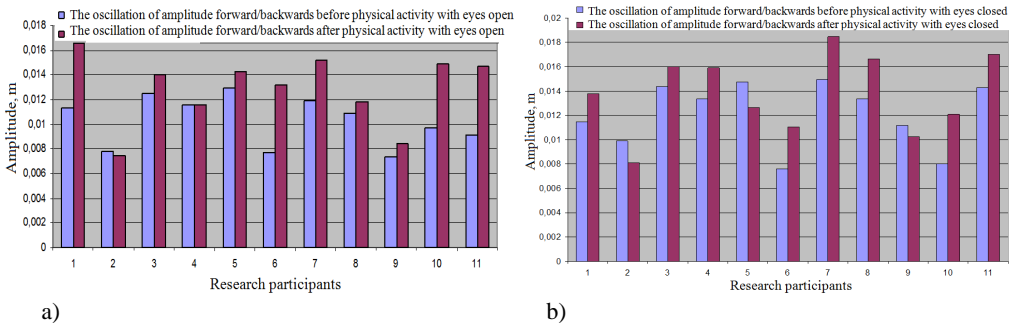 The oscillation of amplitude forward/backwards before physical activity with eyes open
The oscillation of amplitude forward/backwards after physical activity with eyes open
0,018
0,016
0,014
0,012
0,01
0,008
0,006
0,004
0,002
0
Amplitude, m
1 2 3 4 5 6 7 8 9 10 11
Research participants
a)
The oscillation of amplitude forward/backwards before physical activity with eyes closed
The oscillation of amplitude forward/backwards after physical activity with eyes closed
0,02
0,018
0,016
0,014
0,012
0,01
0,008
0,006
0,004
0,002
0
Amplitude, m
1 2 3 4 5 6 7 8 9 10 11
Research participants
b)